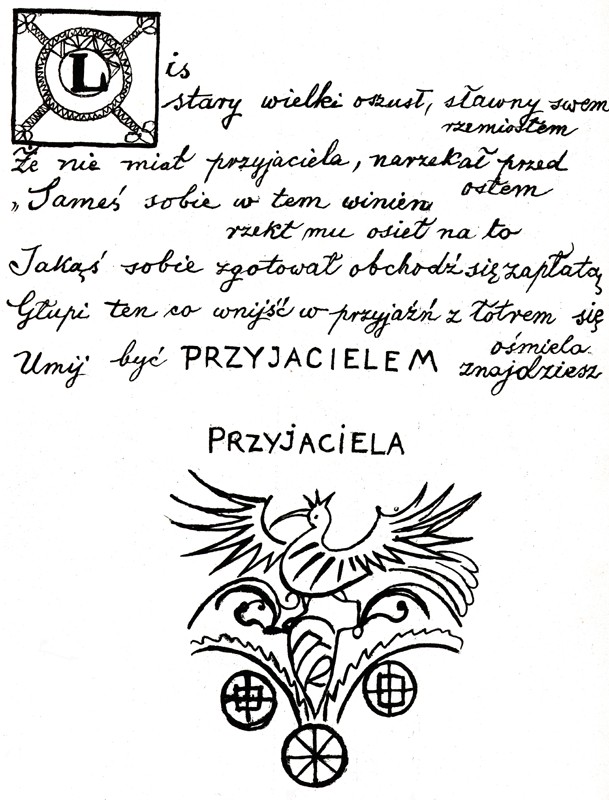 Lis
stary wielki oszust, sławny swem
rzemiosłem
Że nie miał przyjaciela, narzekał przed
osłem
„Sameś sobie w tem winien
rzekł mu osieł na to
Jakąś sobie zgotował obchodź się zapłatą
Głupi ten co wnijść w przyjaźń z łotrem się
ośmiela
Umij być PRZYJACIELEM znajdziesz
PRZYJACIELA